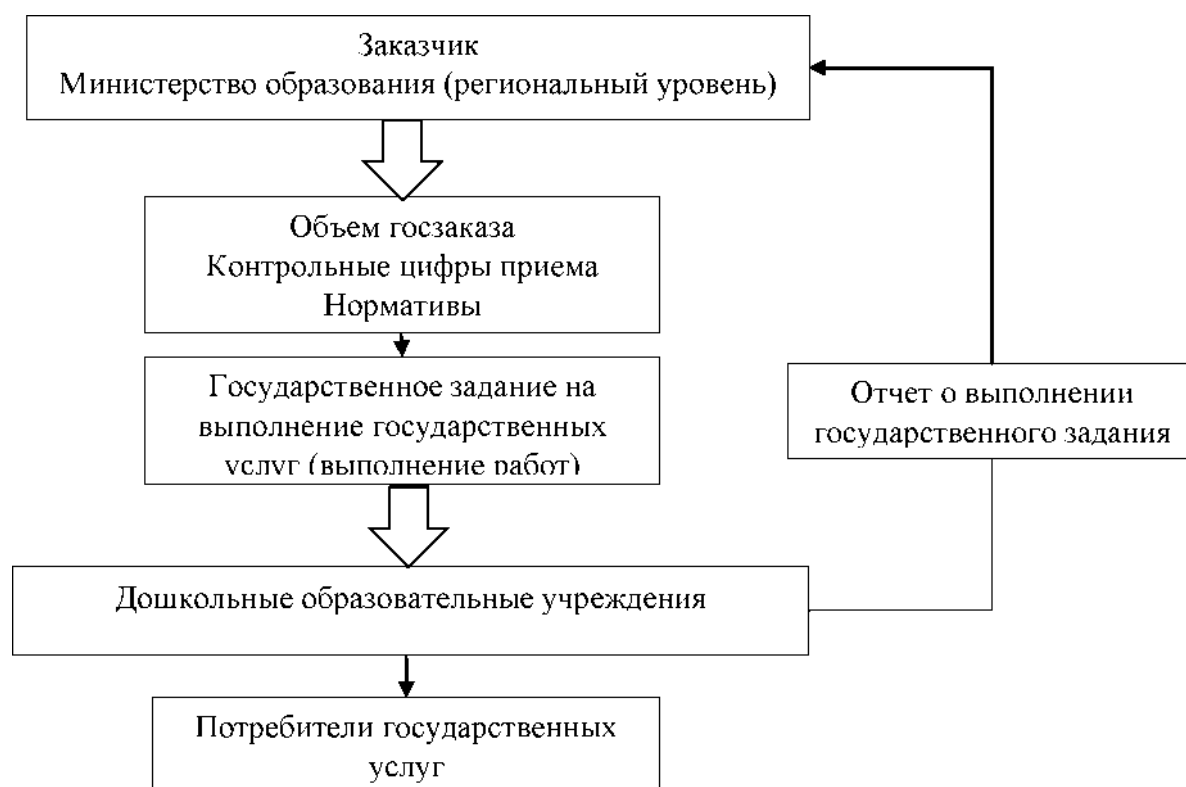 Заказчик
Министерство образования (региональный уровень)
Объем госзаказа
Контрольные цифры приема
Нормативы
Государственное задание на
выполнение государственных
услуг (выполнение работ)
Отчет о выполнении
государственного задания
Дошкольные образовательные учреждения
Потребители государственных
услуг